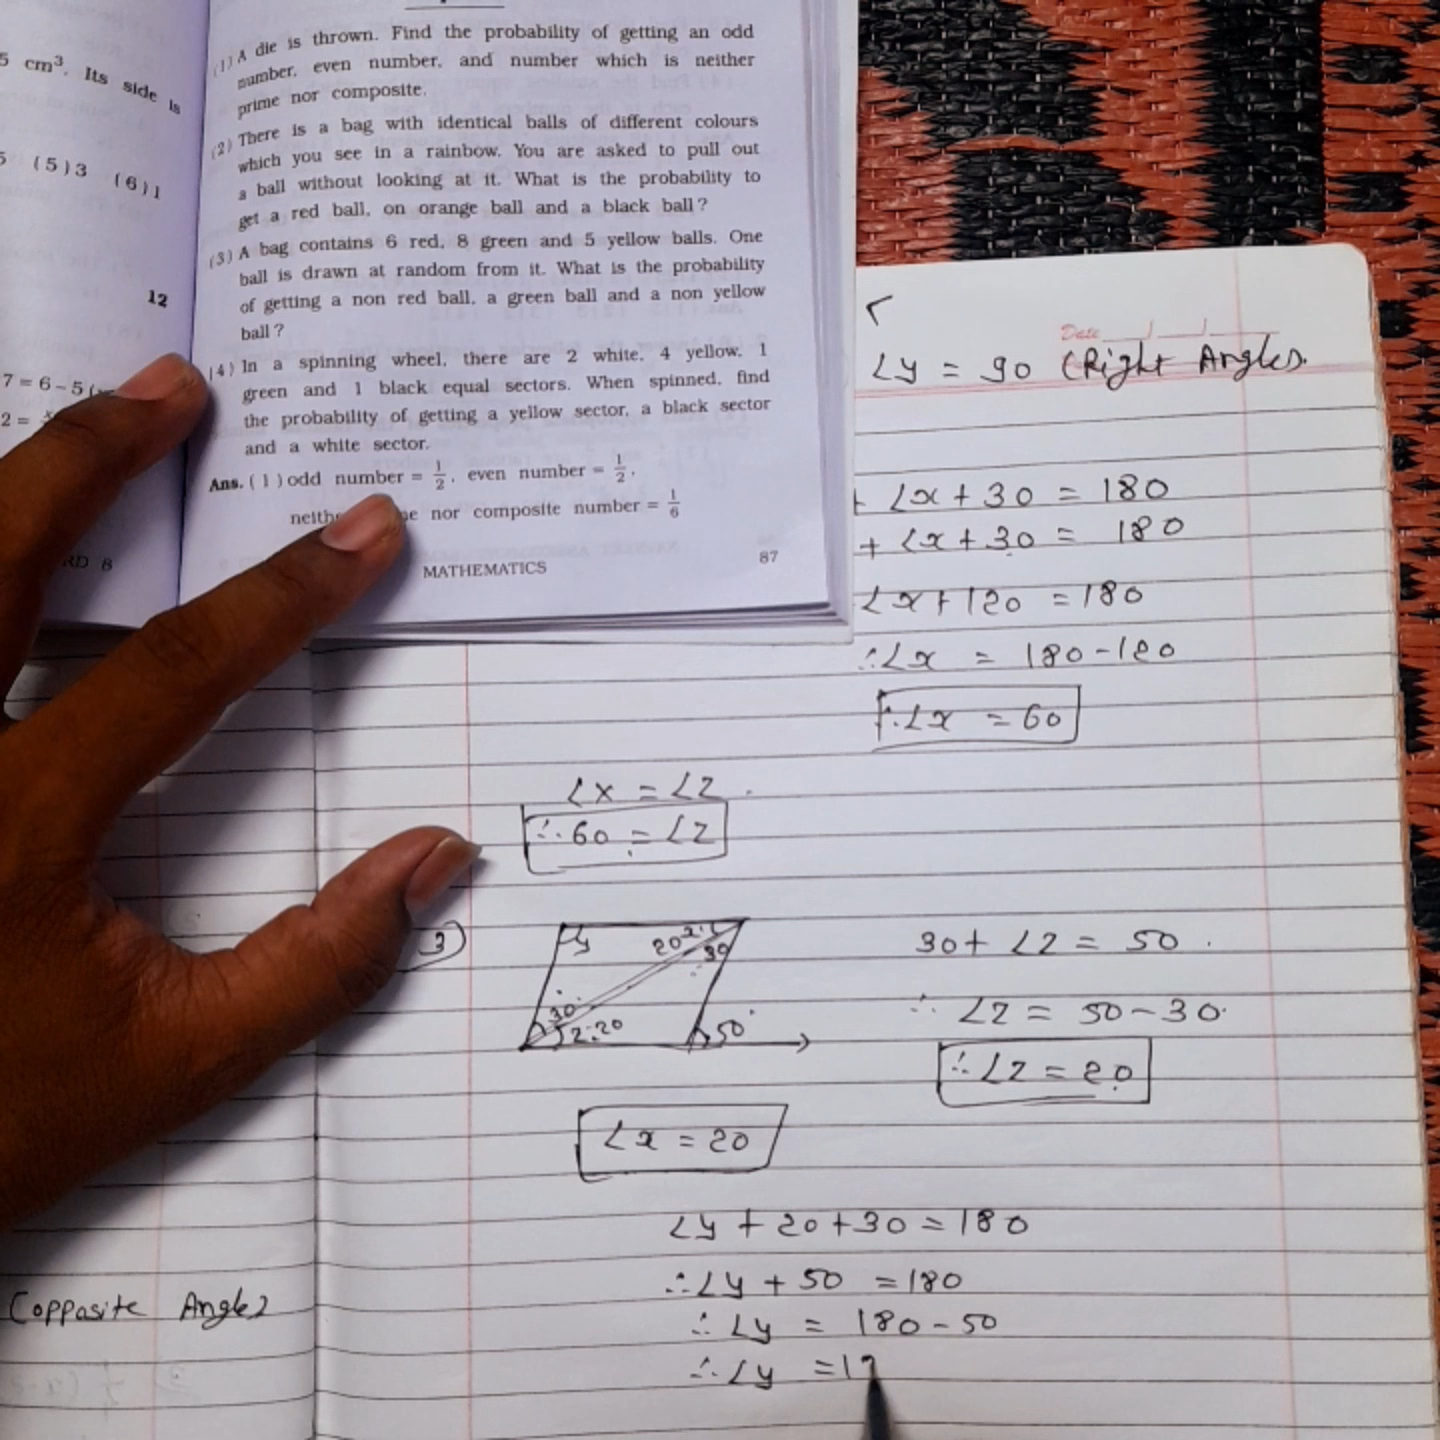 5 cm³. Its side is
5 (5) 3 (6) 1
12
7 = 6 - 5
2 =
RD 8
(1) A die is thrown. Find the probability of getting an odd
number, even number, and number which is neither
prime nor composite.
(2) There is a bag with identical balls of different colours
which you see in a rainbow. You are asked to pull out
a ball without looking at it. What is the probability to
get a red ball, on orange ball and a black ball?
(3) A bag contains 6 red, 8 green and 5 yellow balls. One
ball is drawn at random from it. What is the probability
of getting a non red ball, a green ball and a non yellow
ball?
(4) In a spinning wheel, there are 2 white, 4 yellow, 1
green and 1 black equal sectors. When spinned, find
the probability of getting a yellow sector, a black sector
and a white sector.
Ans. (1) odd number = 1/2, even number = 1/2,
neith e nor composite number = 1/6
MATHEMATICS 87
Date
∠y = 90 (Right Angle).
+ ∠x + 30 = 180
+ ∠x + 30 = 180
∠x + 120 = 180
∴ ∠x = 180 - 120
∴ ∠x = 60
∠x = ∠z
∴ 60 = ∠z
3)
y 20 x 30
30 z. 20 50°
30 + ∠z = 50
∴ ∠z = 50 - 30
∴ ∠z = 20
∠x = 20
∠y + 20 + 30 = 180
∴ ∠y + 50 = 180
∴ ∠y = 180 - 50
∴ ∠y = 1
(oppasite Angle)